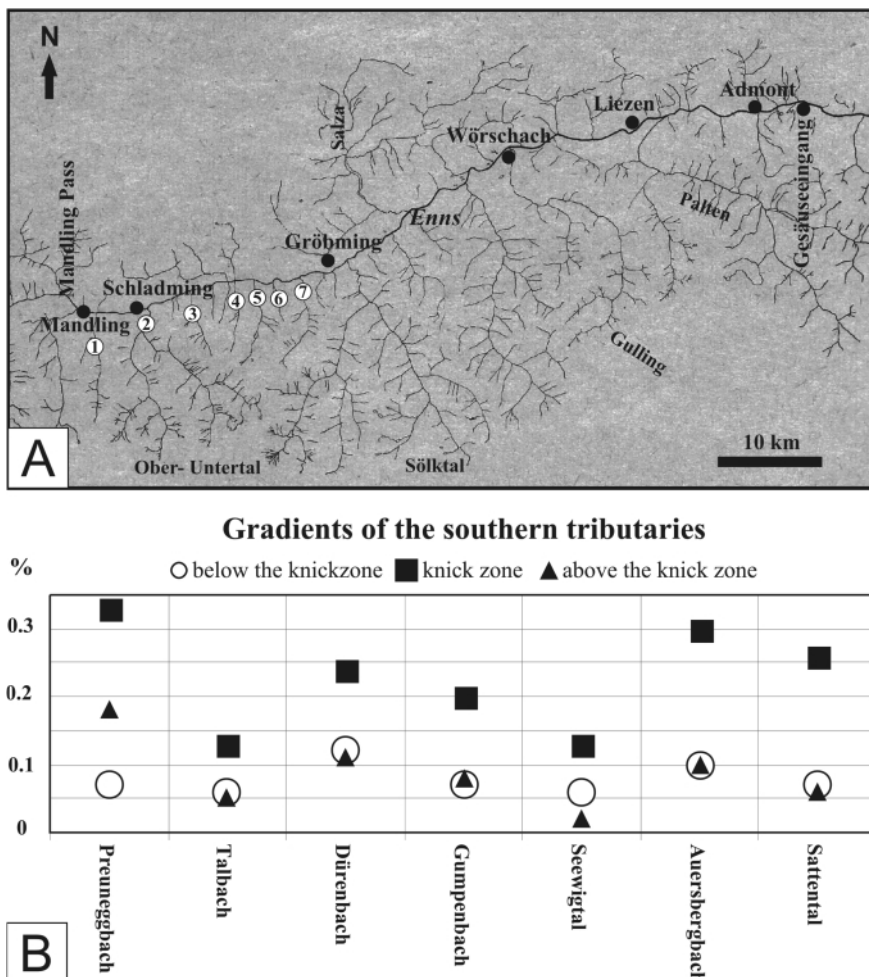 N
Mandling Pass
Salza
Liezen
Admont
Wörschach
Gesäuseeingang
Palten
Enns
Gröbming
Schladming
Mandling
1
2
3
4
5
6
7
Gulling
Ober- Untertal
Sölktal
10 km
A
Gradients of the southern tributaries
%
below the knickzone knick zone above the knick zone
0.3
0.2
0.1
0
Preuneggbach
Talbach
Dürenbach
Gumpenbach
Seewigtal
Auersbergbach
Sattental
B